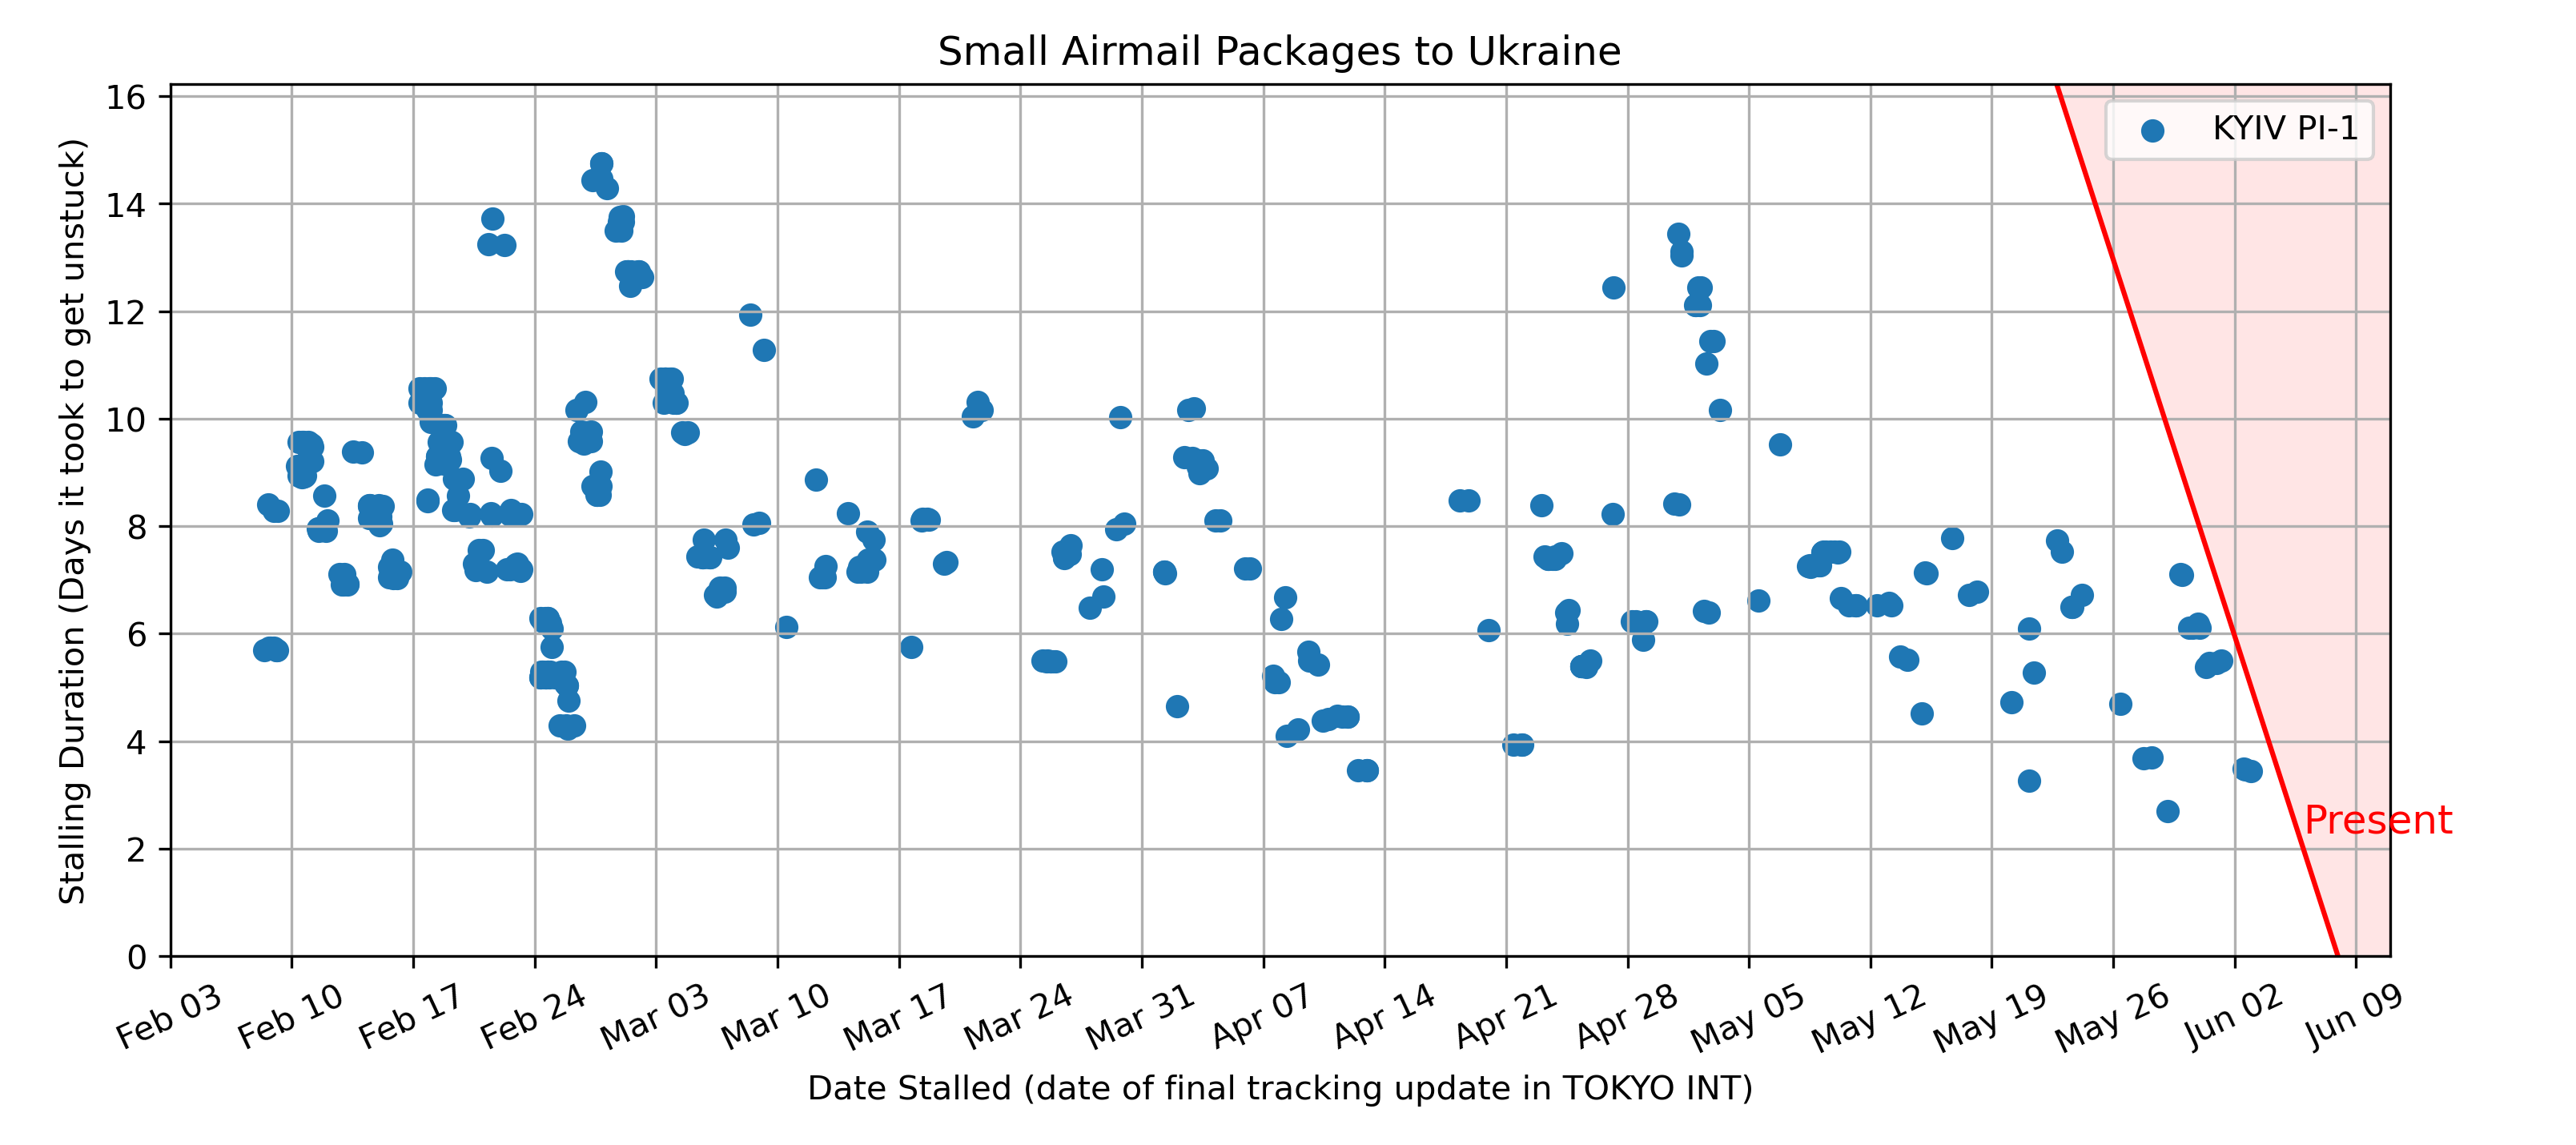 Small Airmail Packages to Ukraine
Stalling Duration (Days it took to get unstuck)
16
14
12
10
8
6
4
2
0
KYIV PI-1
Present
Feb 03
Feb 10
Feb 17
Feb 24
Mar 03
Mar 10
Mar 17
Mar 24
Mar 31
Apr 07
Apr 14
Apr 21
Apr 28
May 05
May 12
May 19
May 26
Jun 02
Jun 09
Date Stalled (date of final tracking update in TOKYO INT)